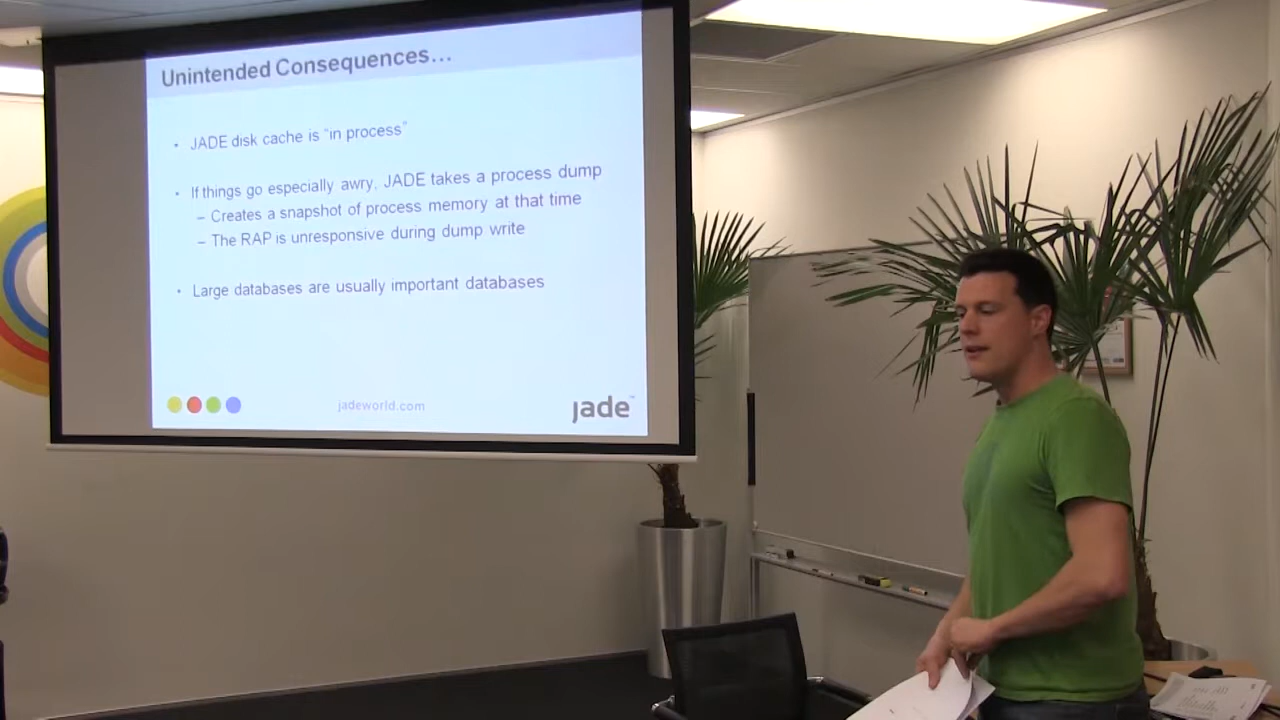 Unintended Consequences…
• JADE disk cache is “in process”
• If things go especially awry, JADE takes a process dump
– Creates a snapshot of process memory at that time
– The RAP is unresponsive during dump write
• Large databases are usually important databases
jadeworld.com
jade™